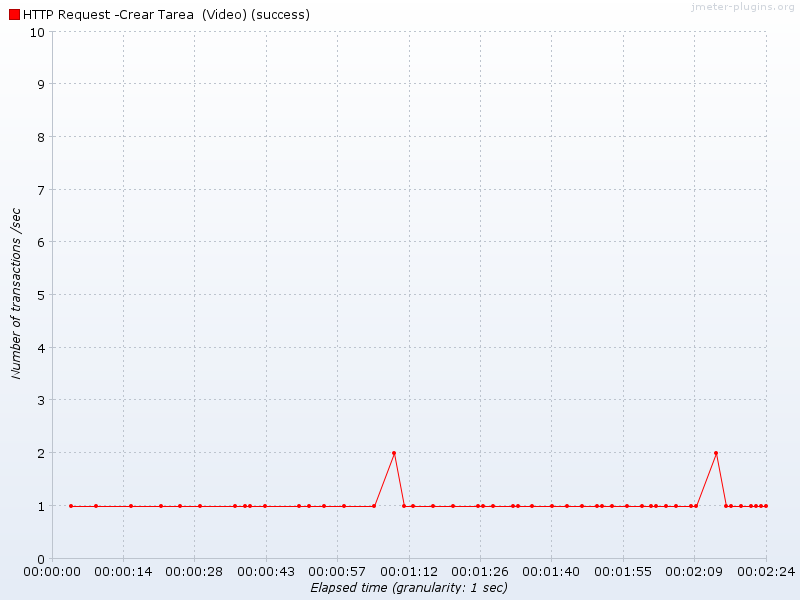 jmeter-plugins.org
HTTP Request -Crear Tarea  (Video) (success)
10
9
8
7
6
5
4
3
2
1
0
Number of transactions /sec
00:00:00 00:00:14 00:00:28 00:00:43 00:00:57 00:01:12 00:01:26 00:01:40 00:01:55 00:02:09 00:02:24
Elapsed time (granularity: 1 sec)